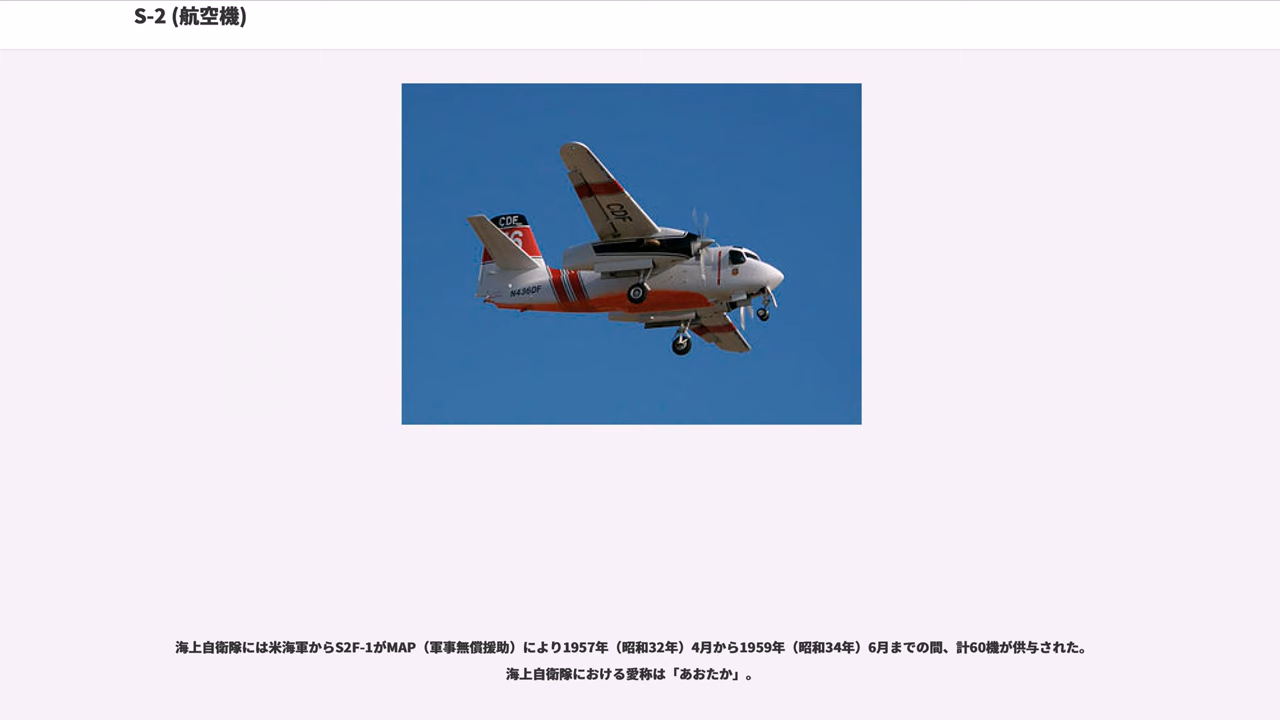 S-2 (航空機)
CDF
CDF
N436DF
海上自衛隊には米海軍からS2F-1がMAP（軍事無償援助）により1957年（昭和32年）4月から1959年（昭和34年）6月までの間、計60機が供与された。
海上自衛隊における愛称は「あおたか」。